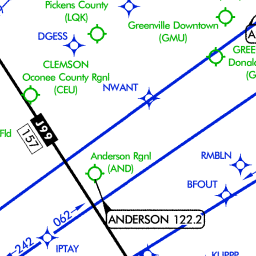 Pickens County
(LQK)
Greenville Downtown
(GMU)
DGESS
CLEMSON
Oconee County Rgnl
(CEU)
NWANT
J99
157
Fld
Anderson Rgnl
(AND)
RMBLN
BFOUT
062
ANDERSON 122.2
242
IPTAY